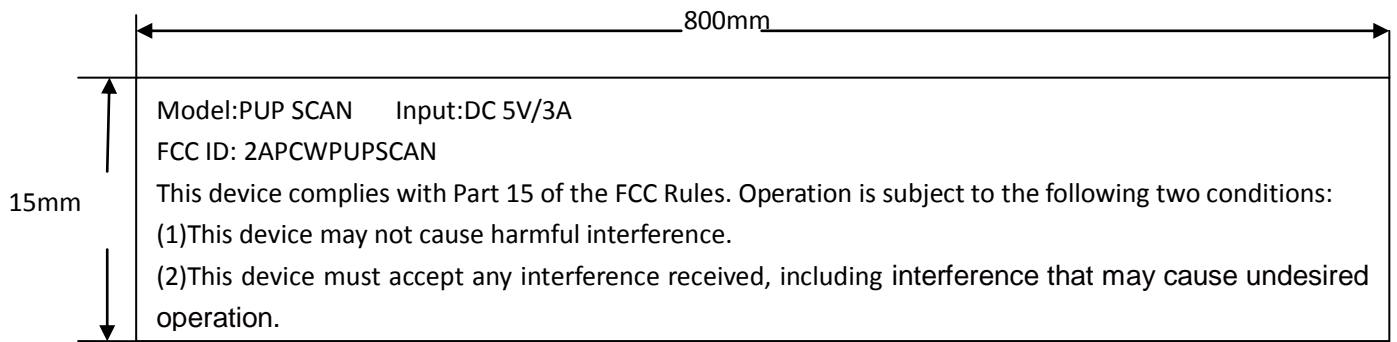 800mm
Model:PUP SCAN Input:DC 5V/3A
FCC ID: 2APCWPUPSCAN
This device complies with Part 15 of the FCC Rules. Operation is subject to the following two conditions:
15mm
(1)This device may not cause harmful interference.
(2)This device must accept any interference received, including interference that may cause undesired
operation.